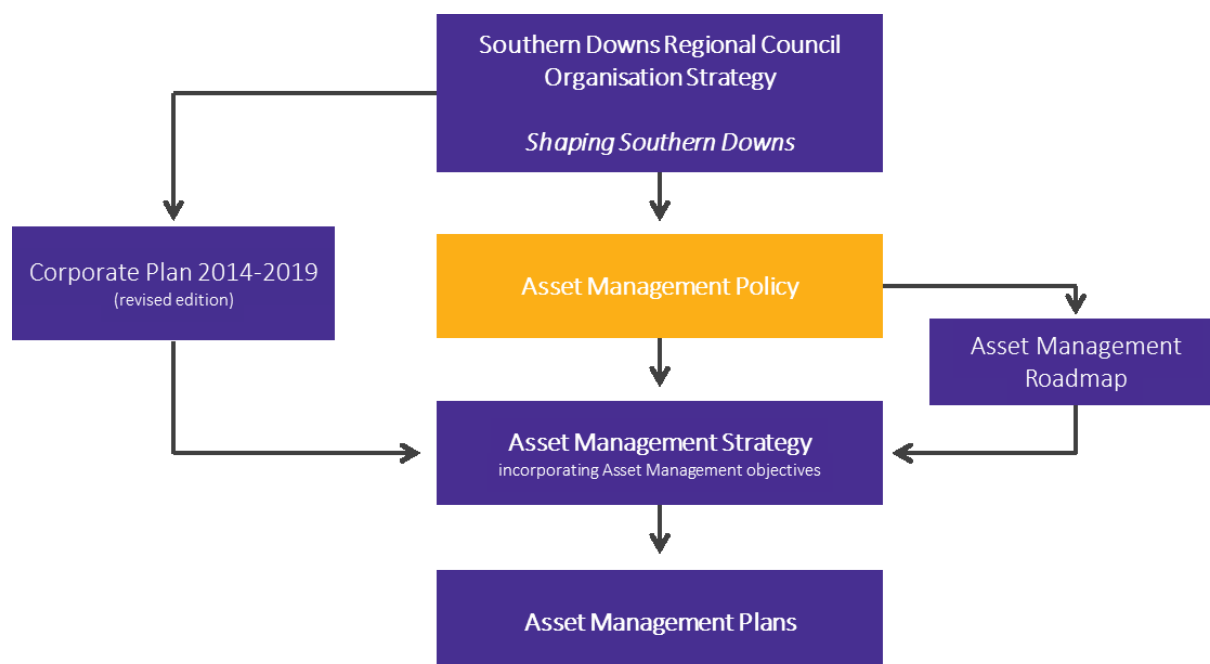 Southern Downs Regional Council
Organisation Strategy
Shaping Southern Downs
Corporate Plan 2014-2019
(revised edition)
Asset Management Policy
Asset Management
Roadmap
Asset Management Strategy
incorporating Asset Management objectives
Asset Management Plans